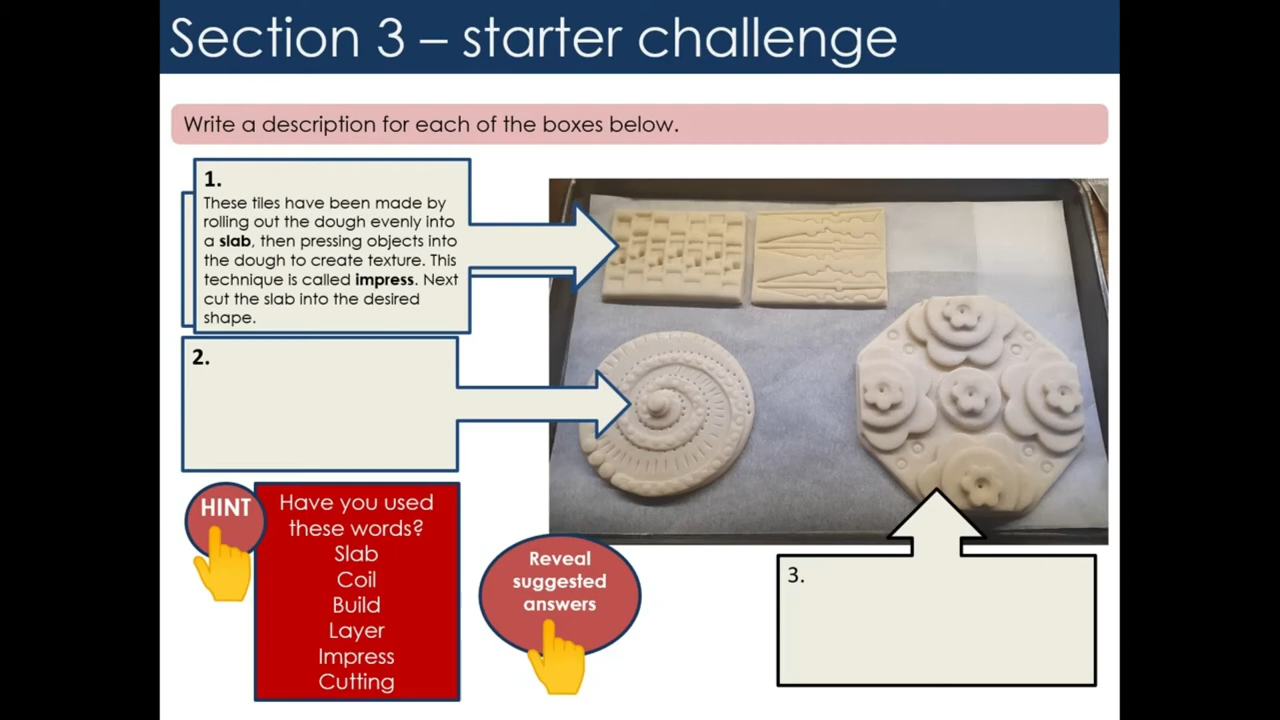 Section 3 – starter challenge
Write a description for each of the boxes below.
1.
These tiles have been made by
rolling out the dough evenly into
a slab, then pressing objects into
the dough to create texture. This
technique is called impress. Next
cut the slab into the desired
shape.
2.
HINT
Have you used
these words?
Slab
Coil
Build
Layer
Impress
Cutting
Reveal
suggested
answers
3.